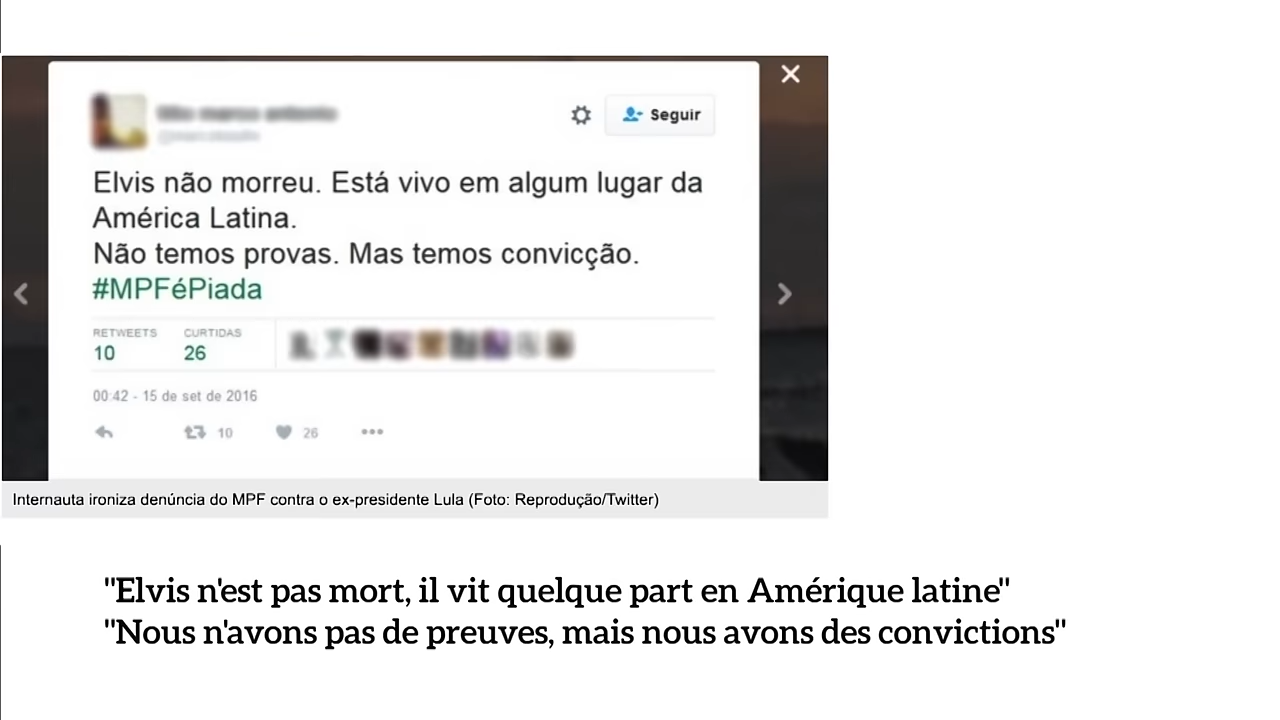 Seguir
Elvis não morreu. Está vivo em algum lugar da
América Latina.
Não temos provas. Mas temos convicção.
#MPFéPiada
RETWEETS CURTIDAS
10 26
00:42 - 15 de set de 2016
10 26
Internauta ironiza denúncia do MPF contra o ex-presidente Lula (Foto: Reprodução/Twitter)
"Elvis n'est pas mort, il vit quelque part en Amérique latine"
"Nous n'avons pas de preuves, mais nous avons des convictions"